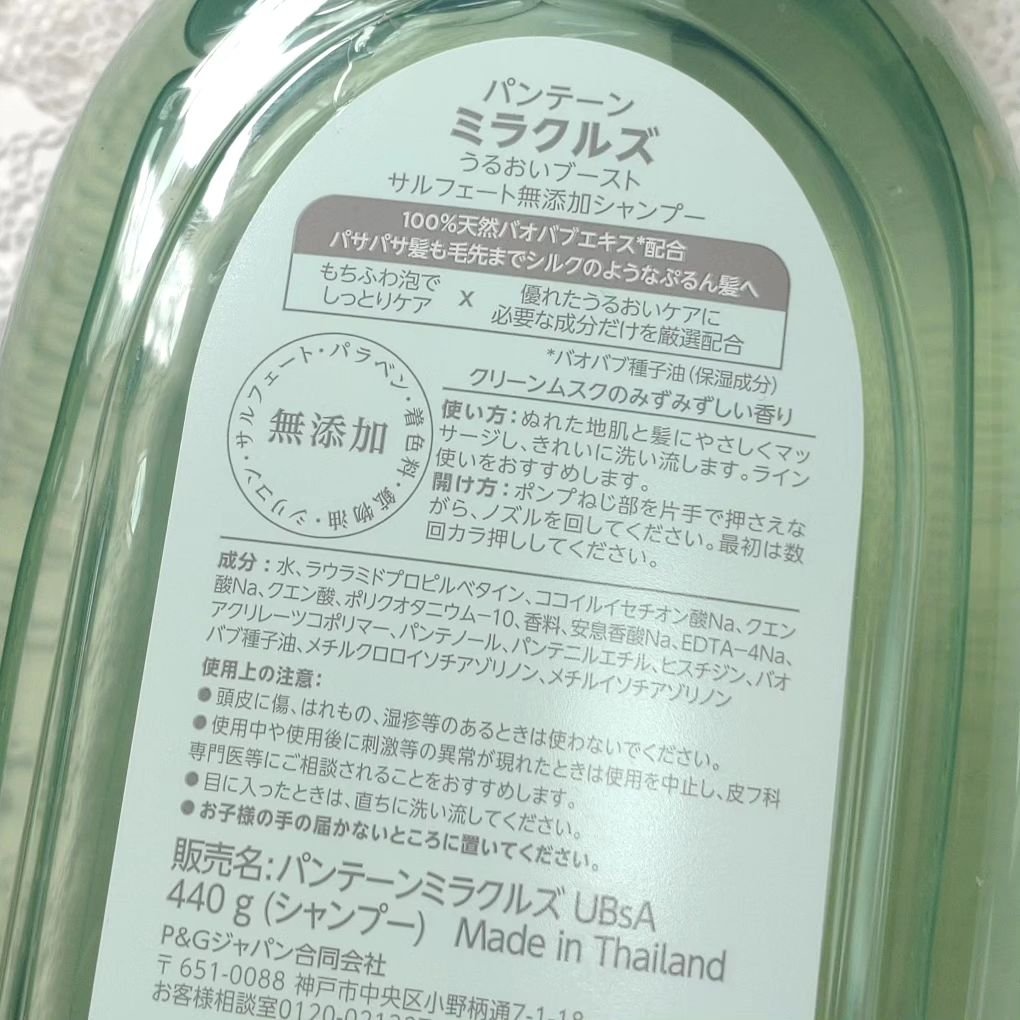 パンテーン
ミラクルズ
うるおいブースト
サルフェート無添加シャンプー
100%天然バオバブエキス*配合
パサパサ髪も毛先までシルクのようなぷるん髪へ
もちふわ泡で
しっとりケア
x
優れたうるおいケアに
必要な成分だけを厳選配合
*バオバブ種子油（保湿成分）
クリーンムスクのみずみずしい香り
サルフェート・パラベン・着色料・鉱物油・シリコン・
無添加
使い方：ぬれた地肌と髪にやさしくマッ
サージし、きれいに洗い流します。ライン
使いをおすすめします。
開け方：ポンプねじ部を片手で押さえな
がら、ノズルを回してください。最初は数
回カラ押ししてください。
成分：水、ラウラミドプロピルベタイン、ココイルイセチオン酸Na、クエン
酸Na、クエン酸、ポリクオタニウム-10、香料、安息香酸Na、EDTA-4Na、
アクリレーツコポリマー、パンテノール、パンテニルエチル、ヒスチジン、バオ
バブ種子油、メチルクロロイソチアゾリノン、メチルイソチアゾリノン
使用上の注意：
●頭皮に傷、はれもの、湿疹等のあるときは使わないでください。
●使用中や使用後に刺激等の異常が現れたときは使用を中止し、皮フ科
専門医等にご相談されることをおすすめします。
●目に入ったときは、直ちに洗い流してください。
●お子様の手の届かないところに置いてください。
販売名：パンテーンミラクルズ UBsA
440 g (シャンプー) Made in Thailand
P&Gジャパン合同会社
〒651-0088 神戸市中央区小野柄通7-1-18
お客様相談室0120-021327